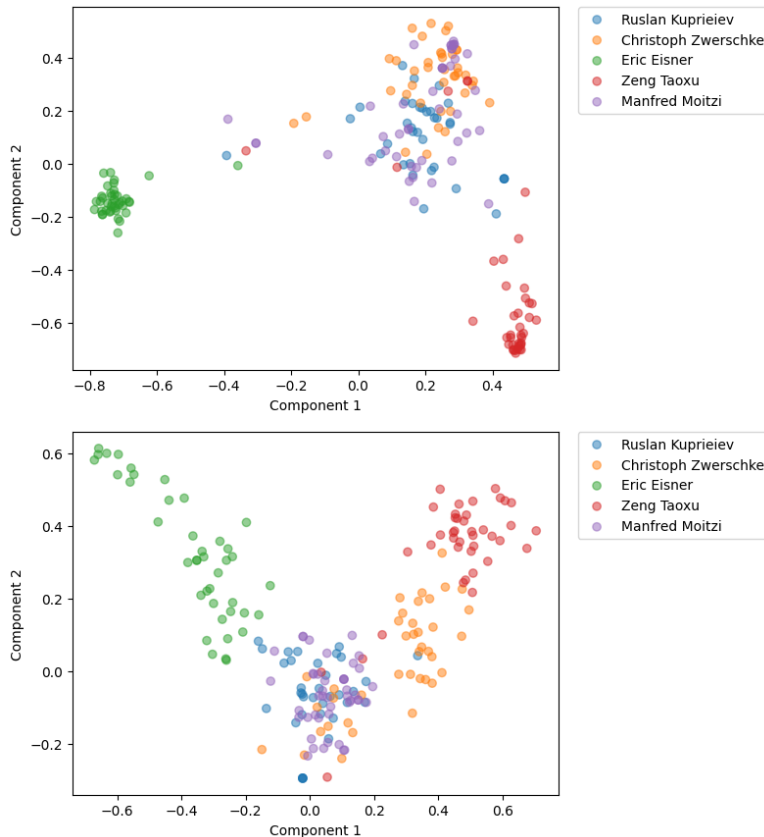 Ruslan Kuprieiev
Christoph Zwerschke
Eric Eisner
Zeng Taoxu
Manfred Moitzi
0.4
0.2
0.0
−0.2
−0.4
−0.6
Component 2
−0.8 −0.6 −0.4 −0.2 0.0 0.2 0.4
Component 1
Ruslan Kuprieiev
Christoph Zwerschke
Eric Eisner
Zeng Taoxu
Manfred Moitzi
0.6
0.4
0.2
0.0
−0.2
Component 2
−0.6 −0.4 −0.2 0.0 0.2 0.4 0.6
Component 1